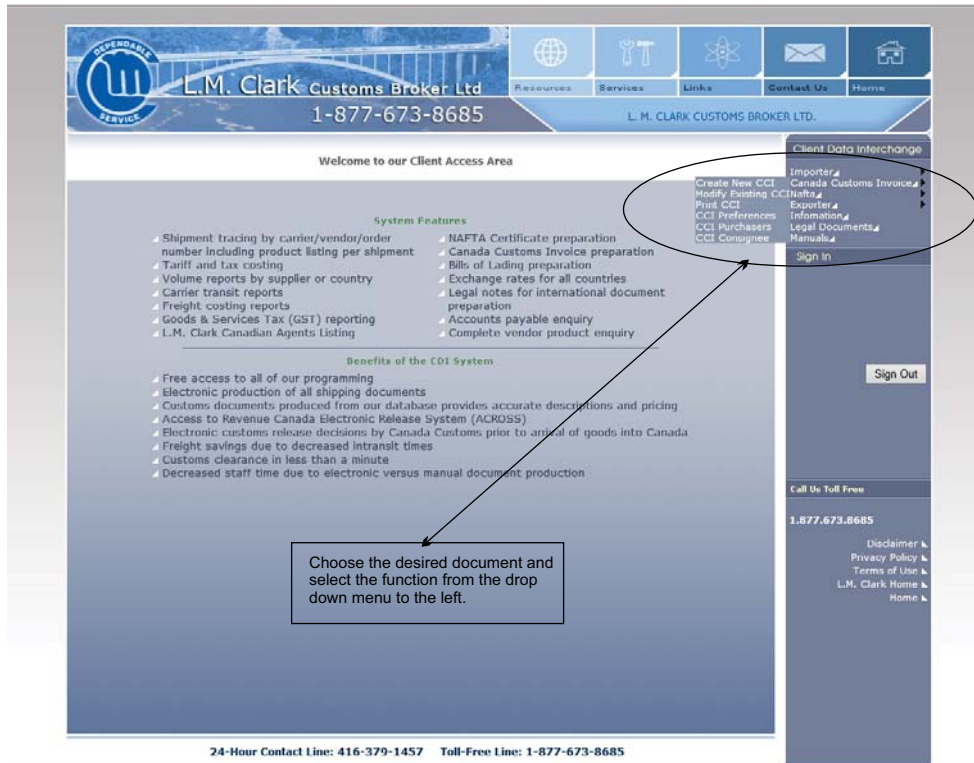 DEPENDABLE
SERVICE
L.M. Clark Customs Broker Ltd
1-877-673-8685
Resources
Services
Links
Contact Us
Home
L. M. CLARK CUSTOMS BROKER LTD.
Welcome to our Client Access Area
Client Data Interchange
Importer
Canada Customs Invoice
Nafta
Exporter
Infomation
Legal Documents
Manuals
Create New CCI
Modify Existing CCI
Print CCI
CCI Preferences
CCI Purchasers
CCI Consignee
Sign In
System Features
Shipment tracing by carrier/vendor/order
number including product listing per shipment
Tariff and tax costing
Volume reports by supplier or country
Carrier transit reports
Freight costing reports
Goods & Services Tax (GST) reporting
L.M. Clark Canadian Agents Listing
NAFTA Certificate preparation
Canada Customs Invoice preparation
Bills of Lading preparation
Exchange rates for all countries
Legal notes for international document
preparation
Accounts payable enquiry
Complete vendor product enquiry
Benefits of the CDI System
Free access to all of our programming
Electronic production of all shipping documents
Customs documents produced from our database provides accurate descriptions and pricing
Access to Revenue Canada Electronic Release System (ACROSS)
Electronic customs release decisions by Canada Customs prior to arrival of goods into Canada
Freight savings due to decreased intransit times
Customs clearance in less than a minute
Decreased staff time due to electronic versus manual document production
Sign Out
Call Us Toll Free
1.877.673.8685
Disclaimer
Privacy Policy
Terms of Use
L.M. Clark Home
Home
Choose the desired document and
select the function from the drop
down menu to the left.
24-Hour Contact Line: 416-379-1457 Toll-Free Line: 1-877-673-8685